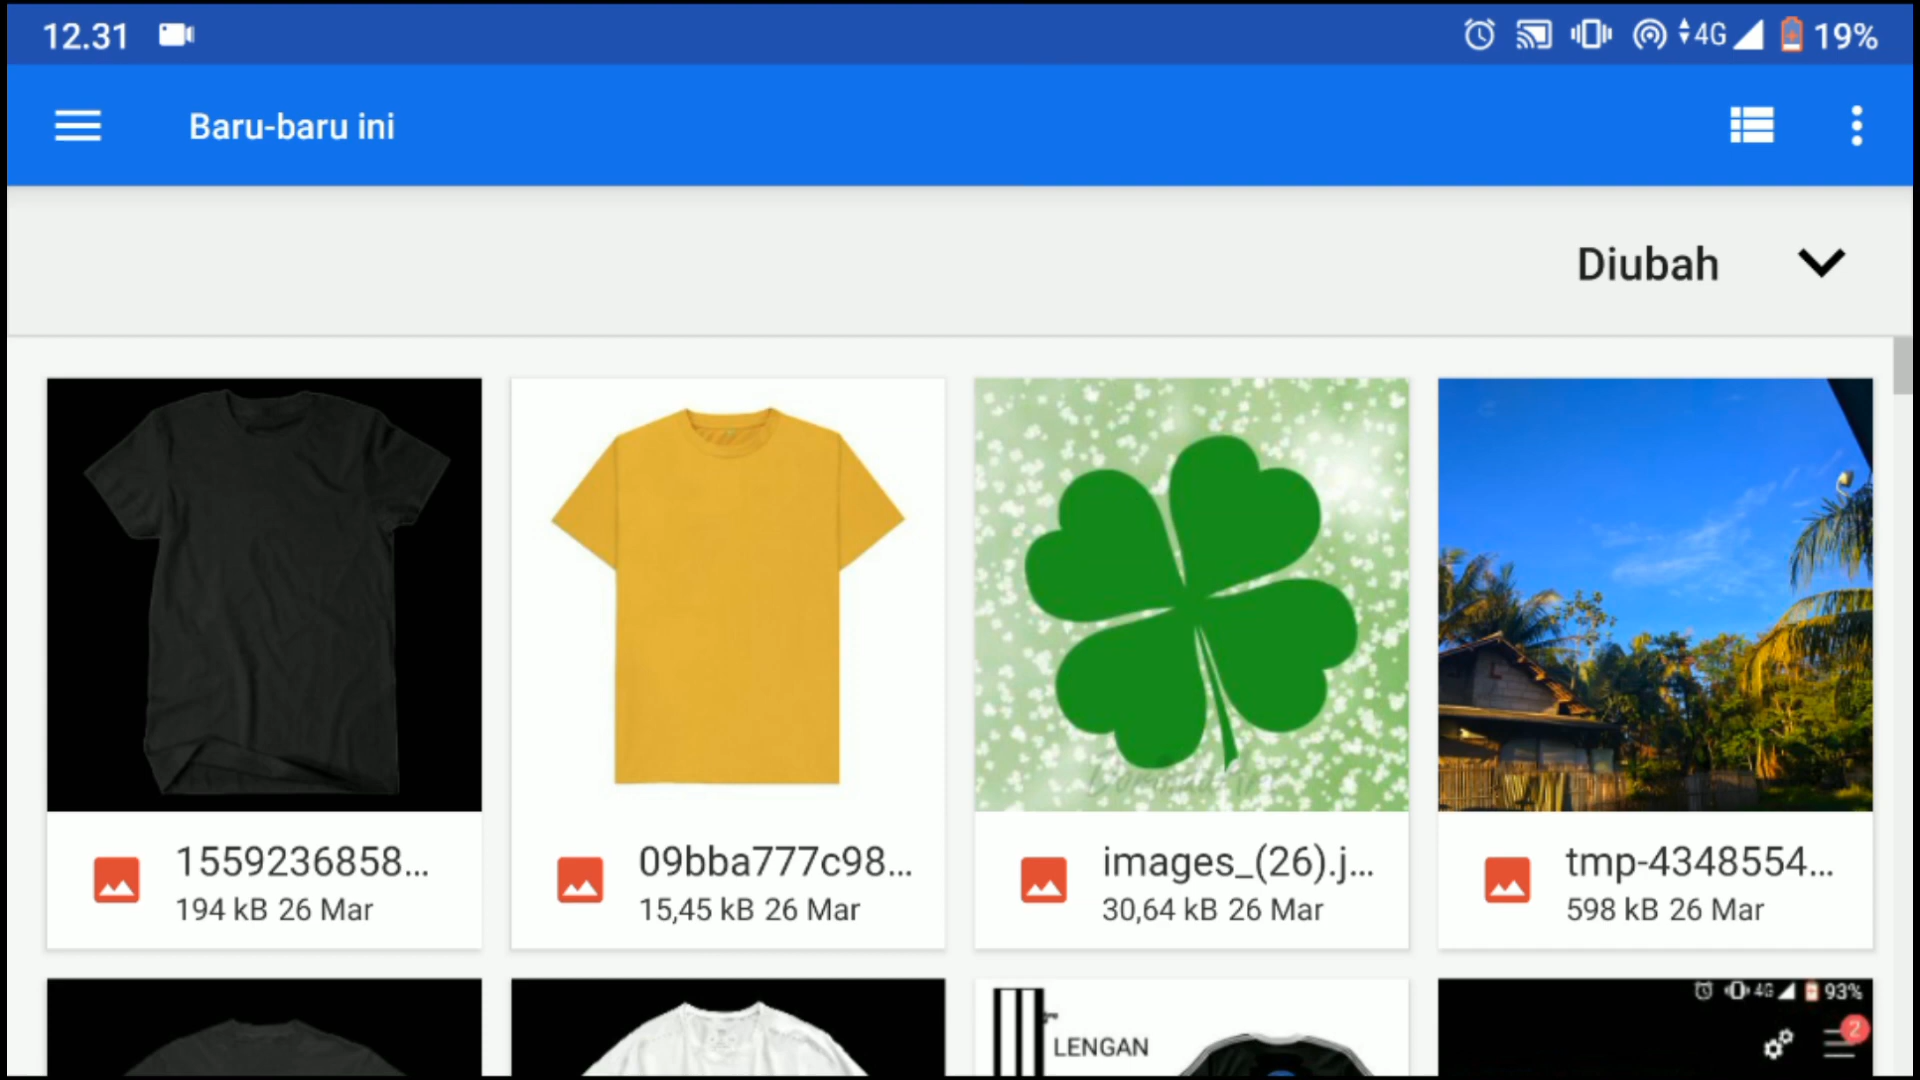 12.31
4G
19%
Baru-baru ini
Diubah
1559236858...
194 kB 26 Mar
09bba777c98...
15,45 kB 26 Mar
images_(26).j...
30,64 kB 26 Mar
tmp-4348554...
598 kB 26 Mar
LENGAN
4G
93%
2